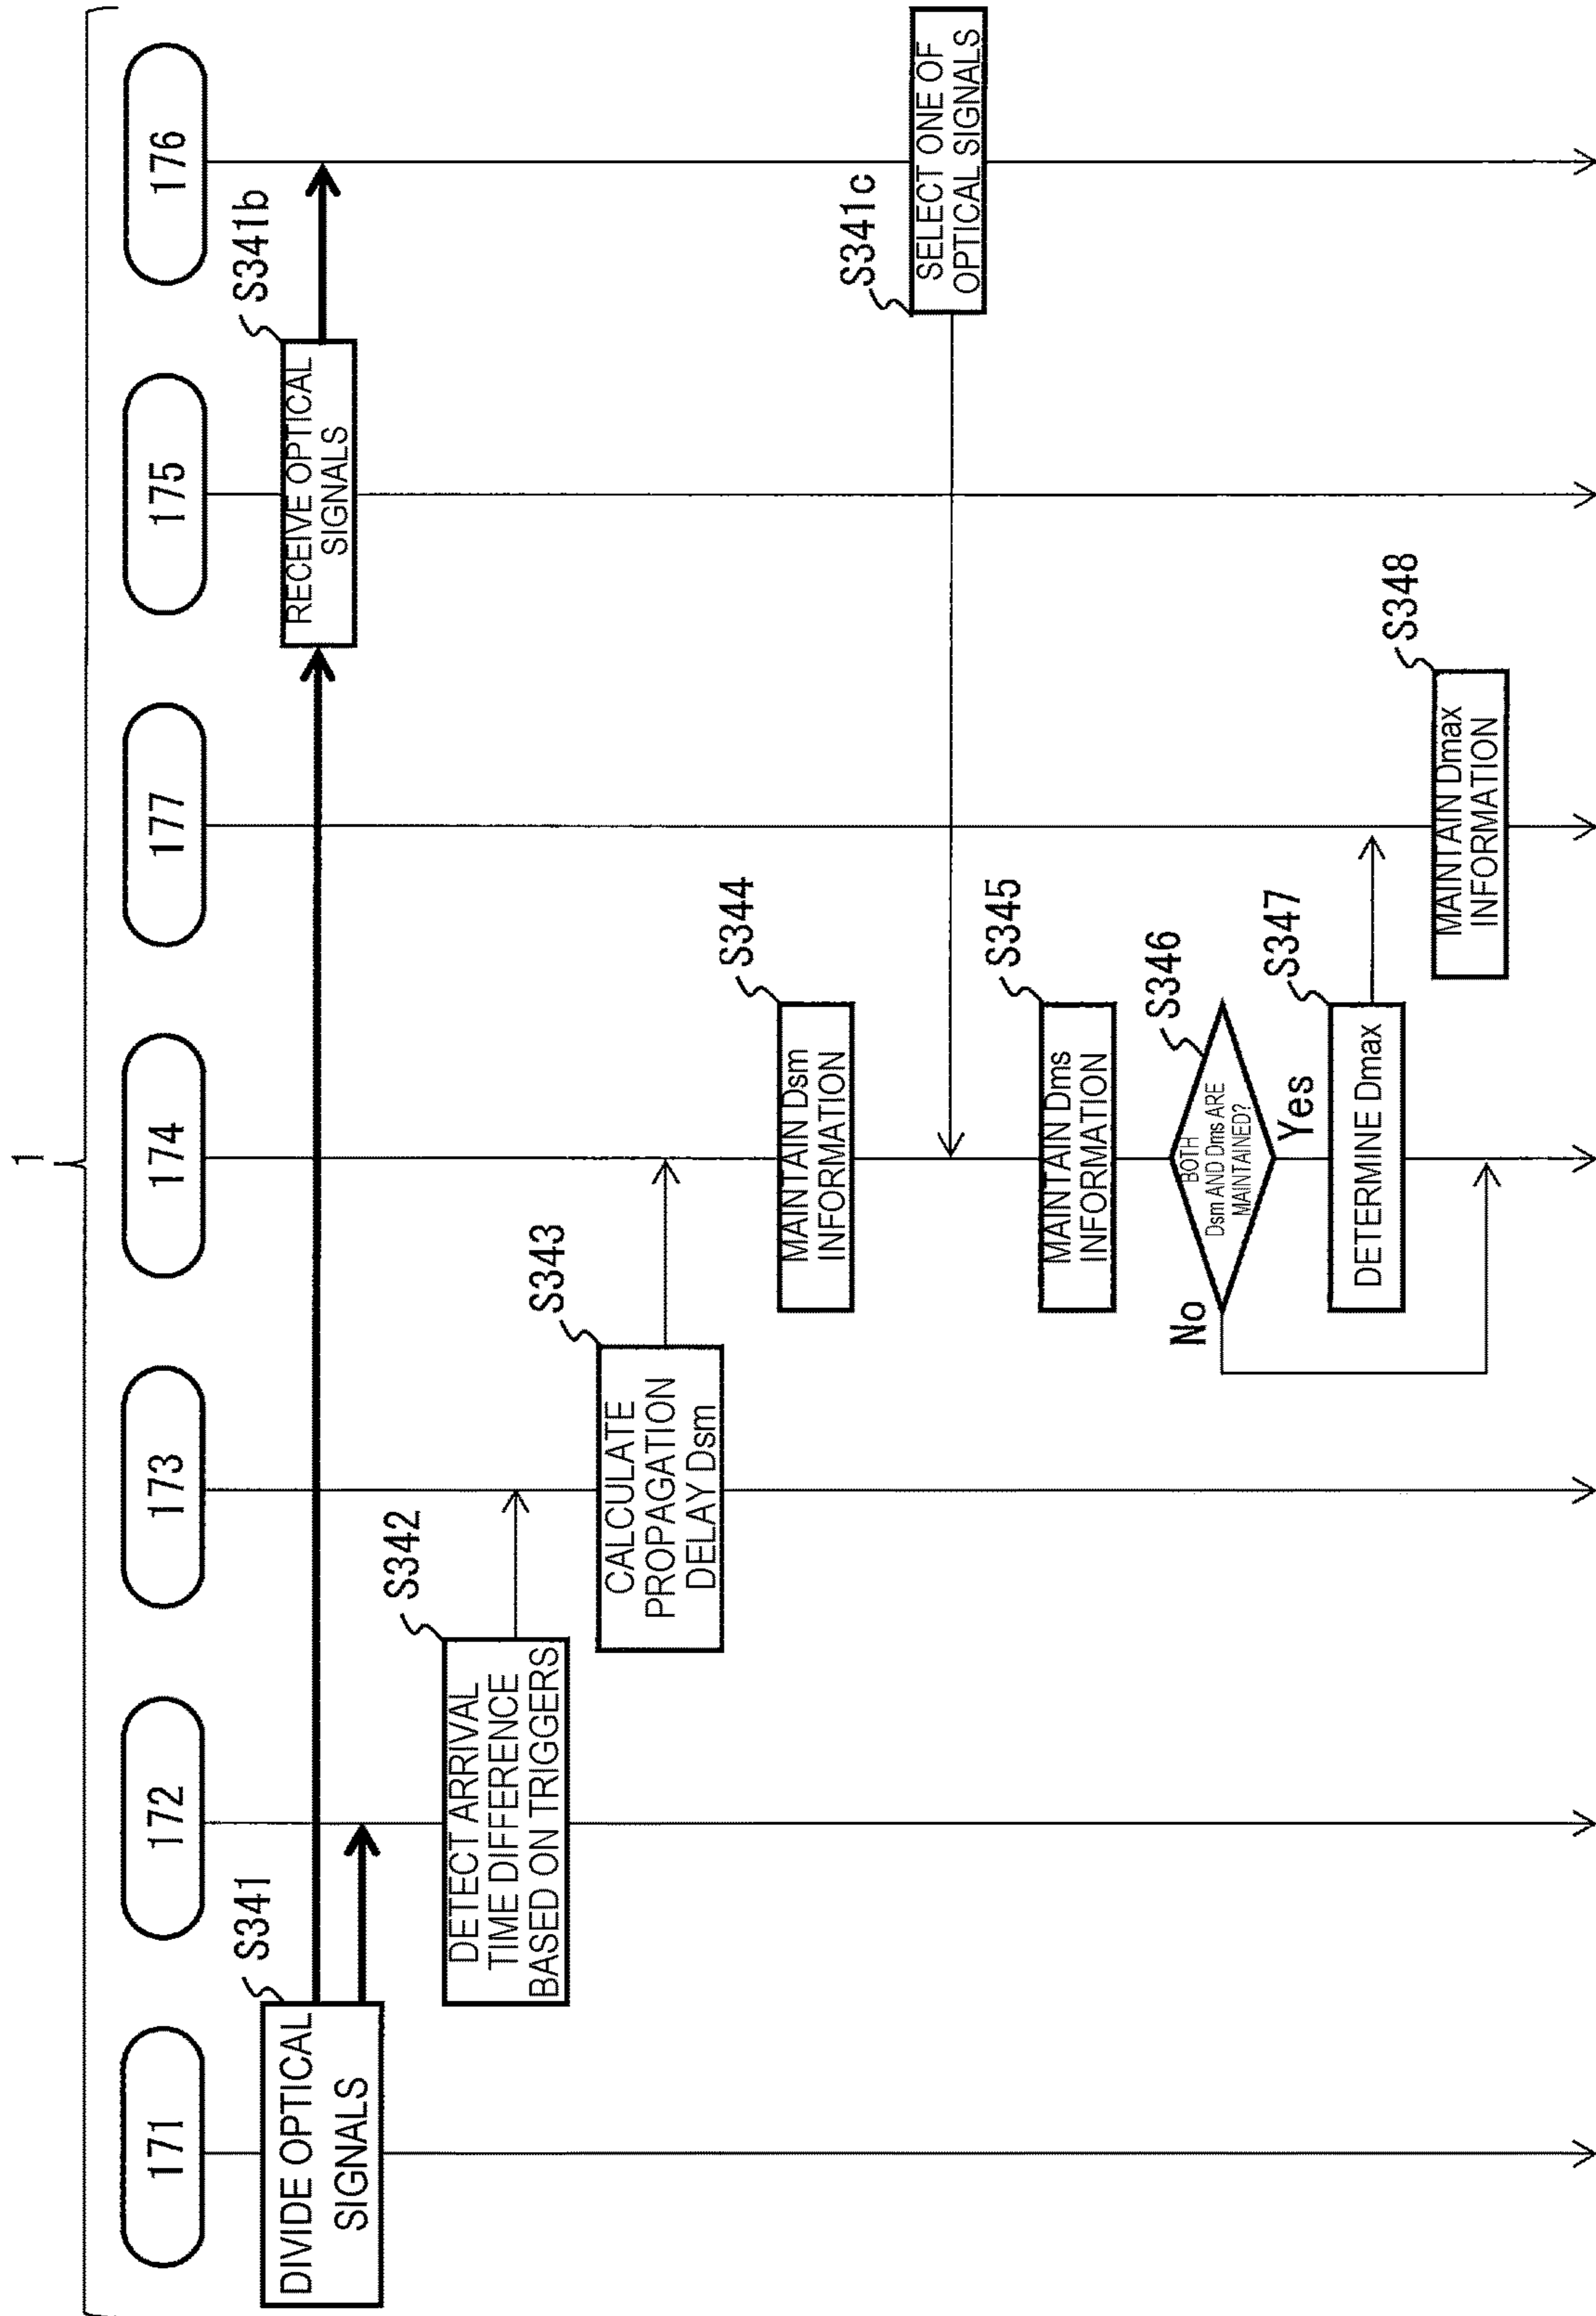 1
171
172
173
174
177
175
176
S341
DIVIDE OPTICAL
SIGNALS
S341b
RECEIVE OPTICAL
SIGNALS
S342
DETECT ARRIVAL
TIME DIFFERENCE
BASED ON TRIGGERS
S343
CALCULATE
PROPAGATION
DELAY Dsm
S344
MAINTAIN Dsm
INFORMATION
S341c
SELECT ONE OF
OPTICAL SIGNALS
S345
MAINTAIN Dms
INFORMATION
S346
BOTH
Dsm AND Dms ARE
MAINTAINED?
No
Yes
S347
DETERMINE Dmax
S348
MAINTAIN Dmax
INFORMATION